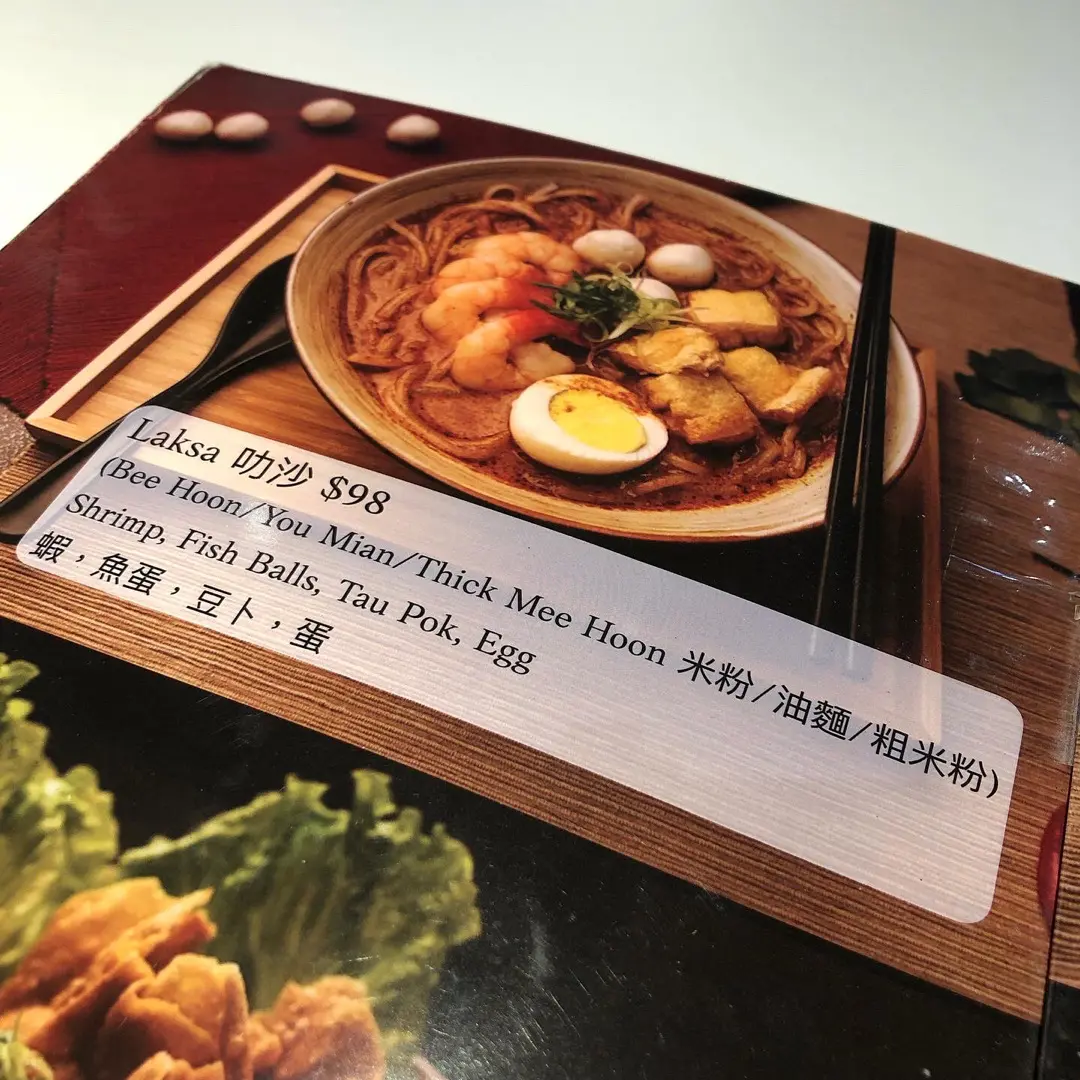 Laksa 叻沙 $98
(Bee Hoon/You Mian/Thick Mee Hoon 米粉/油麵/粗米粉)
Shrimp, Fish Balls, Tau Pok, Egg
蝦，魚蛋，豆卜，蛋